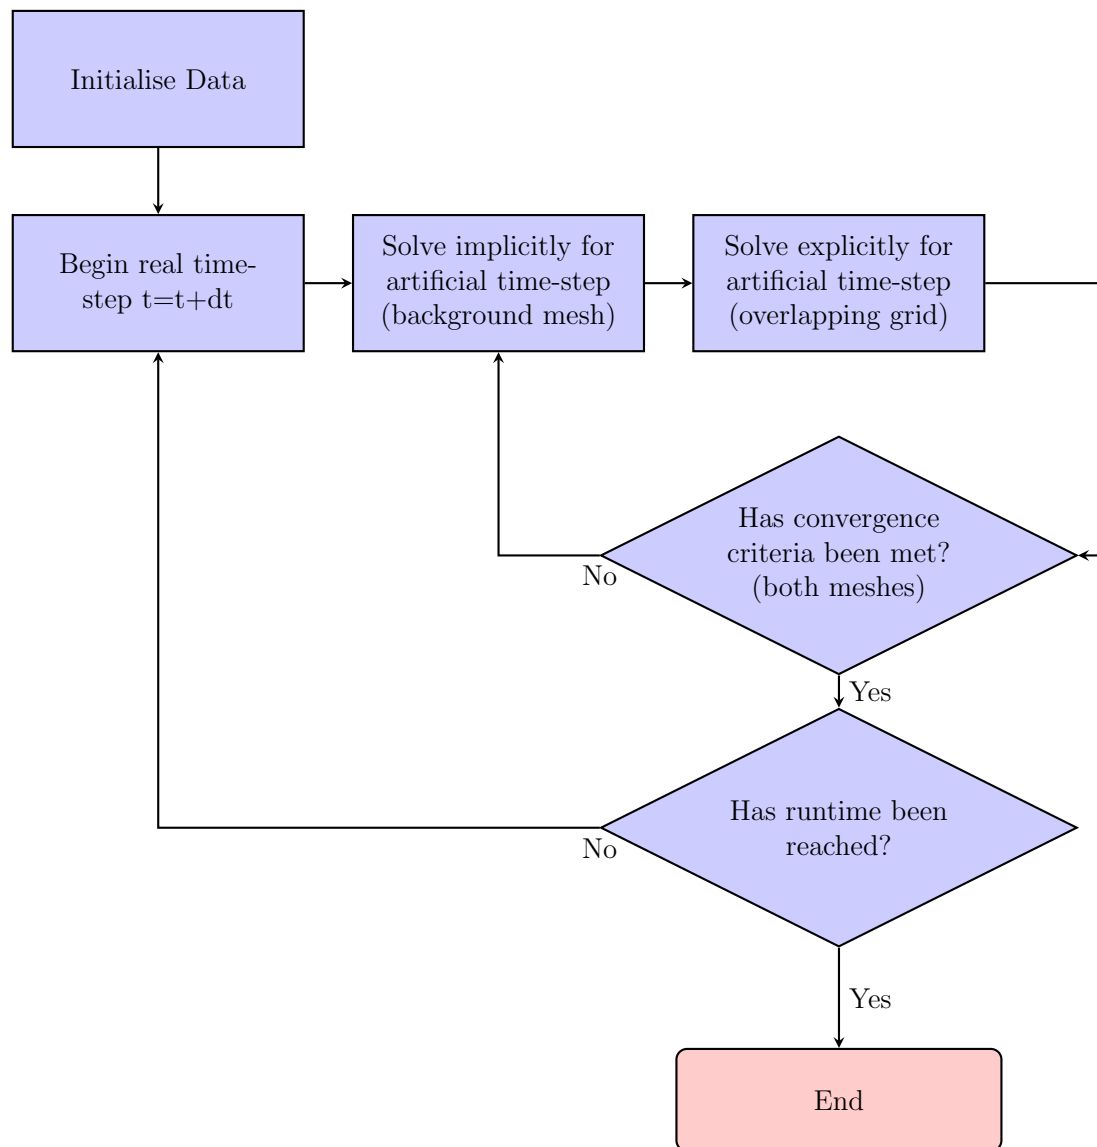 Initialise Data
Begin real time-
step t=t+dt
Solve implicitly for
artificial time-step
(background mesh)
Solve explicitly for
artificial time-step
(overlapping grid)
Has convergence
criteria been met?
(both meshes)
No
Yes
Has runtime been
reached?
No
Yes
End